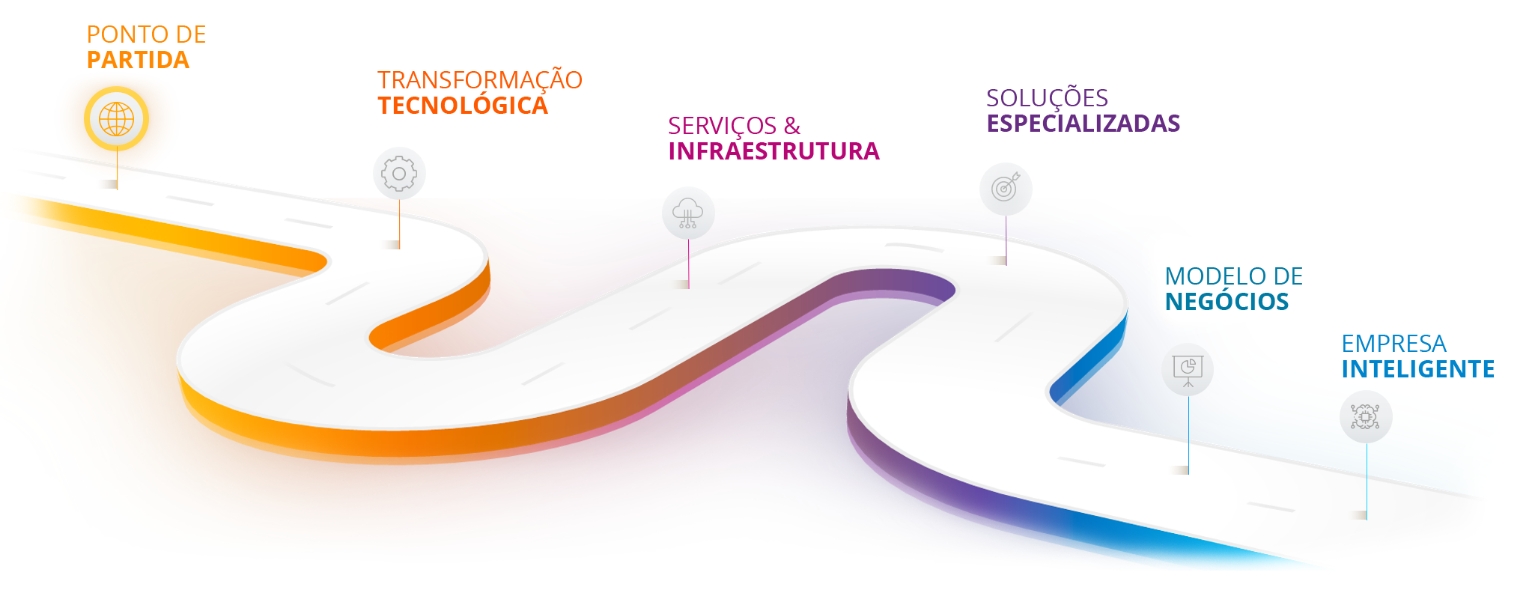 PONTO DE
PARTIDA
TRANSFORMAÇÃO
TECNOLÓGICA
SERVIÇOS &
INFRAESTRUTURA
SOLUÇÕES
ESPECIALIZADAS
MODELO DE
NEGÓCIOS
EMPRESA
INTELIGENTE